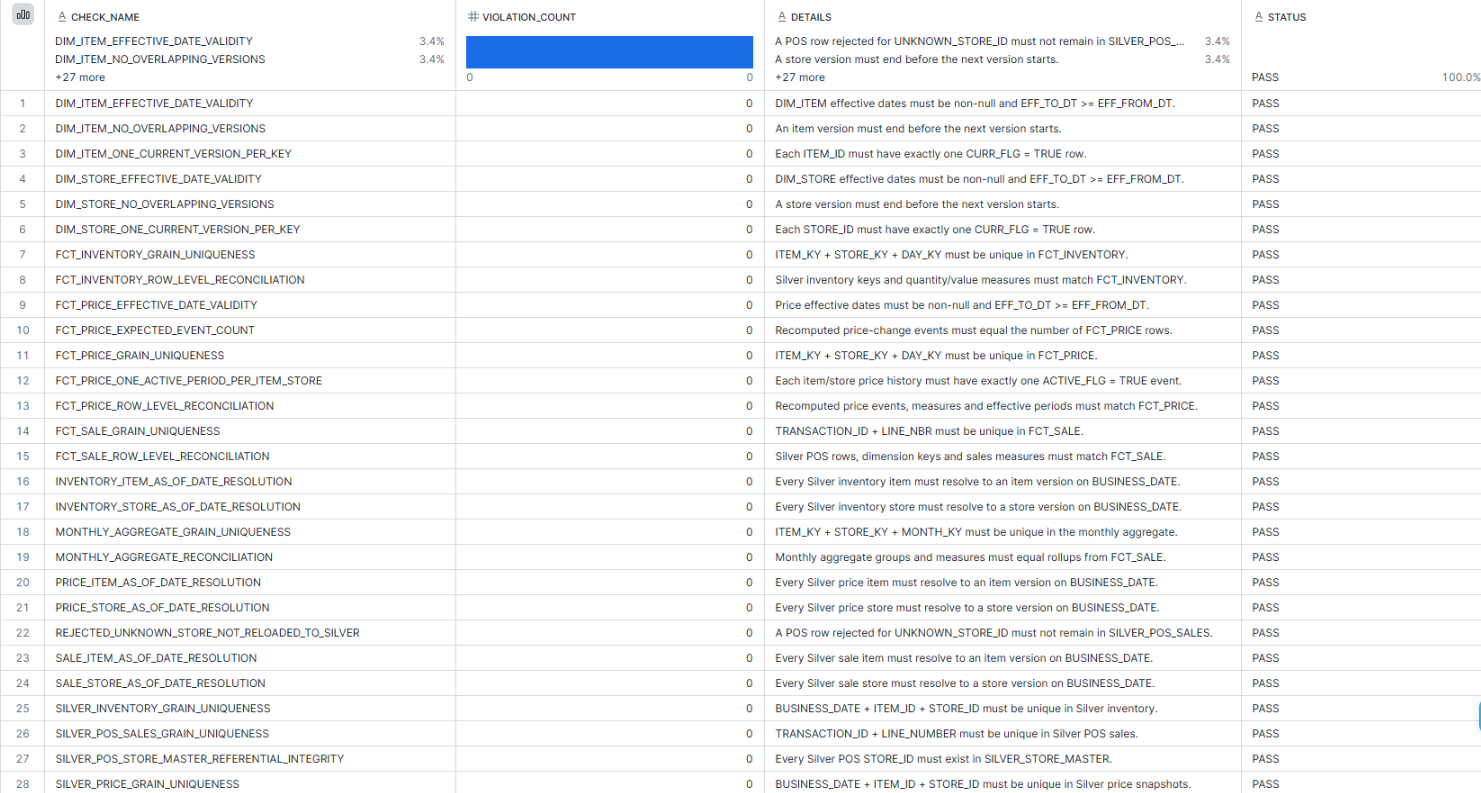 A CHECK_NAME # VIOLATION_COUNT A DETAILS A STATUS
DIM_ITEM_EFFECTIVE_DATE_VALIDITY 3.4% A POS row rejected for UNKNOWN_STORE_ID must not remain in SILVER_POS_... 3.4%
DIM_ITEM_NO_OVERLAPPING_VERSIONS 3.4% A store version must end before the next version starts. 3.4%
+27 more 0 0 +27 more PASS 100.0%
1 DIM_ITEM_EFFECTIVE_DATE_VALIDITY 0 DIM_ITEM effective dates must be non-null and EFF_TO_DT >= EFF_FROM_DT. PASS
2 DIM_ITEM_NO_OVERLAPPING_VERSIONS 0 An item version must end before the next version starts. PASS
3 DIM_ITEM_ONE_CURRENT_VERSION_PER_KEY 0 Each ITEM_ID must have exactly one CURR_FLG = TRUE row. PASS
4 DIM_STORE_EFFECTIVE_DATE_VALIDITY 0 DIM_STORE effective dates must be non-null and EFF_TO_DT >= EFF_FROM_DT. PASS
5 DIM_STORE_NO_OVERLAPPING_VERSIONS 0 A store version must end before the next version starts. PASS
6 DIM_STORE_ONE_CURRENT_VERSION_PER_KEY 0 Each STORE_ID must have exactly one CURR_FLG = TRUE row. PASS
7 FCT_INVENTORY_GRAIN_UNIQUENESS 0 ITEM_KY + STORE_KY + DAY_KY must be unique in FCT_INVENTORY. PASS
8 FCT_INVENTORY_ROW_LEVEL_RECONCILIATION 0 Silver inventory keys and quantity/value measures must match FCT_INVENTORY. PASS
9 FCT_PRICE_EFFECTIVE_DATE_VALIDITY 0 Price effective dates must be non-null and EFF_TO_DT >= EFF_FROM_DT. PASS
10 FCT_PRICE_EXPECTED_EVENT_COUNT 0 Recomputed price-change events must equal the number of FCT_PRICE rows. PASS
11 FCT_PRICE_GRAIN_UNIQUENESS 0 ITEM_KY + STORE_KY + DAY_KY must be unique in FCT_PRICE. PASS
12 FCT_PRICE_ONE_ACTIVE_PERIOD_PER_ITEM_STORE 0 Each item/store price history must have exactly one ACTIVE_FLG = TRUE event. PASS
13 FCT_PRICE_ROW_LEVEL_RECONCILIATION 0 Recomputed price events, measures and effective periods must match FCT_PRICE. PASS
14 FCT_SALE_GRAIN_UNIQUENESS 0 TRANSACTION_ID + LINE_NBR must be unique in FCT_SALE. PASS
15 FCT_SALE_ROW_LEVEL_RECONCILIATION 0 Silver POS rows, dimension keys and sales measures must match FCT_SALE. PASS
16 INVENTORY_ITEM_AS_OF_DATE_RESOLUTION 0 Every Silver inventory item must resolve to an item version on BUSINESS_DATE. PASS
17 INVENTORY_STORE_AS_OF_DATE_RESOLUTION 0 Every Silver inventory store must resolve to a store version on BUSINESS_DATE. PASS
18 MONTHLY_AGGREGATE_GRAIN_UNIQUENESS 0 ITEM_KY + STORE_KY + MONTH_KY must be unique in the monthly aggregate. PASS
19 MONTHLY_AGGREGATE_RECONCILIATION 0 Monthly aggregate groups and measures must equal rollups from FCT_SALE. PASS
20 PRICE_ITEM_AS_OF_DATE_RESOLUTION 0 Every Silver price item must resolve to an item version on BUSINESS_DATE. PASS
21 PRICE_STORE_AS_OF_DATE_RESOLUTION 0 Every Silver price store must resolve to a store version on BUSINESS_DATE. PASS
22 REJECTED_UNKNOWN_STORE_NOT_RELOADED_TO_SILVER 0 A POS row rejected for UNKNOWN_STORE_ID must not remain in SILVER_POS_SALES. PASS
23 SALE_ITEM_AS_OF_DATE_RESOLUTION 0 Every Silver sale item must resolve to an item version on BUSINESS_DATE. PASS
24 SALE_STORE_AS_OF_DATE_RESOLUTION 0 Every Silver sale store must resolve to a store version on BUSINESS_DATE. PASS
25 SILVER_INVENTORY_GRAIN_UNIQUENESS 0 BUSINESS_DATE + ITEM_ID + STORE_ID must be unique in Silver inventory. PASS
26 SILVER_POS_SALES_GRAIN_UNIQUENESS 0 TRANSACTION_ID + LINE_NUMBER must be unique in Silver POS sales. PASS
27 SILVER_POS_STORE_MASTER_REFERENTIAL_INTEGRITY 0 Every Silver POS STORE_ID must exist in SILVER_STORE_MASTER. PASS
28 SILVER_PRICE_GRAIN_UNIQUENESS 0 BUSINESS_DATE + ITEM_ID + STORE_ID must be unique in Silver price snapshots. PASS